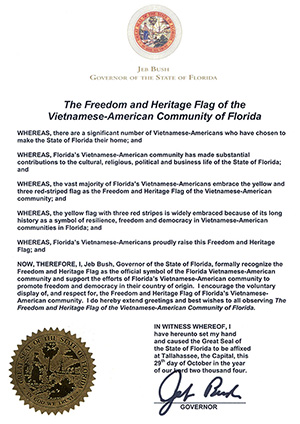 JEB BUSH
GOVERNOR OF THE STATE OF FLORIDA
The Freedom and Heritage Flag of the
Vietnamese-American Community of Florida
WHEREAS, there are a significant number of Vietnamese-Americans who have chosen to
make the State of Florida their home; and
WHEREAS, Florida's Vietnamese-American community has made substantial
contributions to the cultural, religious, political and business life of the State of Florida;
and
WHEREAS, the vast majority of Florida's Vietnamese-Americans embrace the yellow and
three red-striped flag as the Freedom and Heritage Flag of the Vietnamese-American
community; and
WHEREAS, the yellow flag with three red stripes is widely embraced because of its long
history as a symbol of resilience, freedom and democracy in Vietnamese-American
communities in Florida; and
WHEREAS, Florida's Vietnamese-Americans proudly raise this Freedom and Heritage
Flag; and
NOW, THEREFORE, I, Jeb Bush, Governor of the State of Florida, formally recognize the
Freedom and Heritage Flag as the official symbol of the Florida Vietnamese-American
community and support the efforts of Florida's Vietnamese-American community to
promote freedom and democracy in their country of origin. I encourage the voluntary
display of, and respect for, the Freedom and Heritage Flag of Florida's Vietnamese-
American community. I do hereby extend greetings and best wishes to all observing The
Freedom and Heritage Flag of the Vietnamese-American Community of Florida.
IN WITNESS WHEREOF, I
have hereunto set my hand
and caused the Great Seal of
the State of Florida to be affixed
at Tallahassee, the Capital, this
29th day of October in the year
of our lord two thousand four.
Jeb Bush
GOVERNOR